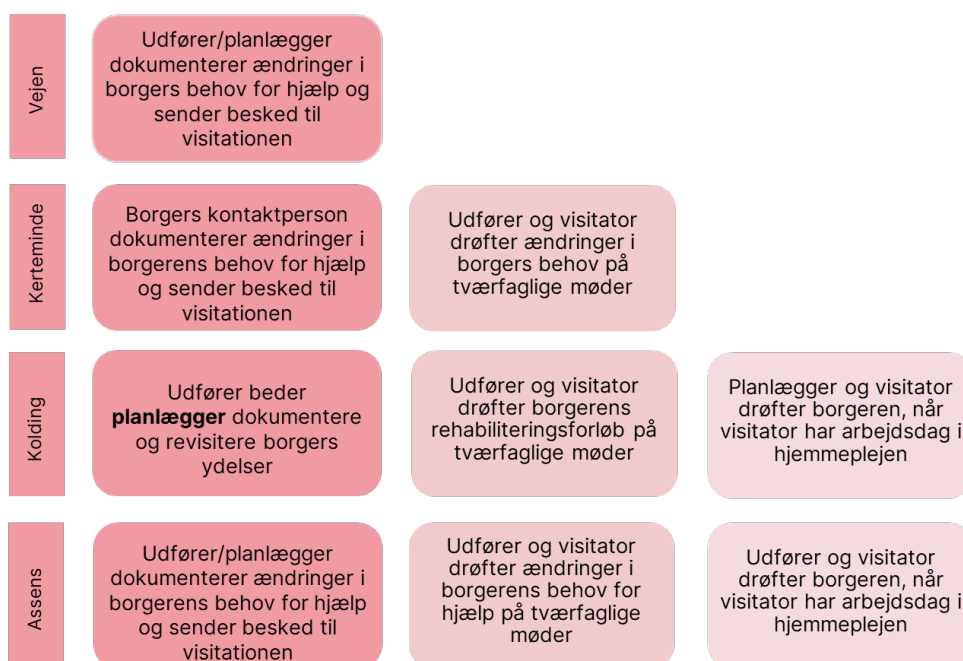 Vejen
Udfører/planlægger
dokumenterer ændringer i
borgers behov for hjælp og
sender besked til
visitationen
Kerteminde
Borgers kontaktperson
dokumenterer ændringer i
borgerens behov for hjælp
og sender besked til
visitationen
Udfører og visitator
drøfter ændringer i
borgers behov på
tværfaglige møder
Kolding
Udfører beder
planlægger dokumentere
og revisitere borgers
ydelser
Udfører og visitator
drøfter borgerens
rehabiliteringsforløb på
tværfaglige møder
Planlægger og visitator
drøfter borgeren, når
visitator har arbejdsdag i
hjemmeplejen
Assens
Udfører/planlægger
dokumenterer ændringer i
borgerens behov for hjælp
og sender besked til
visitationen
Udfører og visitator
drøfter ændringer i
borgerens behov for
hjælp på tværfaglige
møder
Udfører og visitator
drøfter borgeren, når
visitator har arbejdsdag i
hjemmeplejen